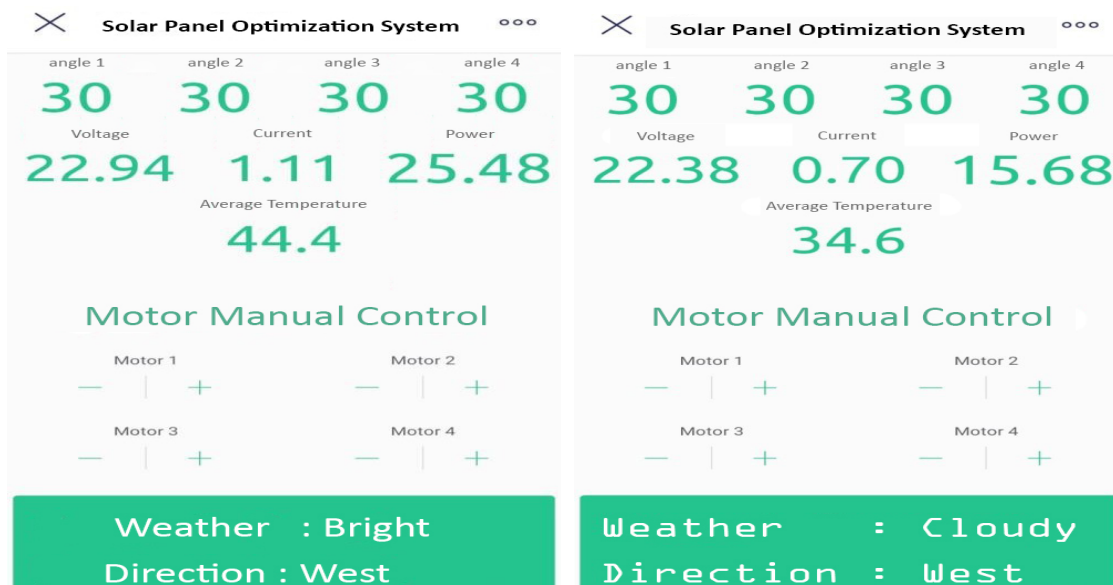 Solar Panel Optimization System
angle 1 angle 2 angle 3 angle 4
30 30 30 30
Voltage Current Power
22.94 1.11 25.48
Average Temperature
44.4
Motor Manual Control
Motor 1 Motor 2
− + − +
Motor 3 Motor 4
− + − +
Weather : Bright
Direction : West
Solar Panel Optimization System
angle 1 angle 2 angle 3 angle 4
30 30 30 30
Voltage Current Power
22.38 0.70 15.68
Average Temperature
34.6
Motor Manual Control
Motor 1 Motor 2
− + − +
Motor 3 Motor 4
− + − +
Weather : Cloudy
Direction : West